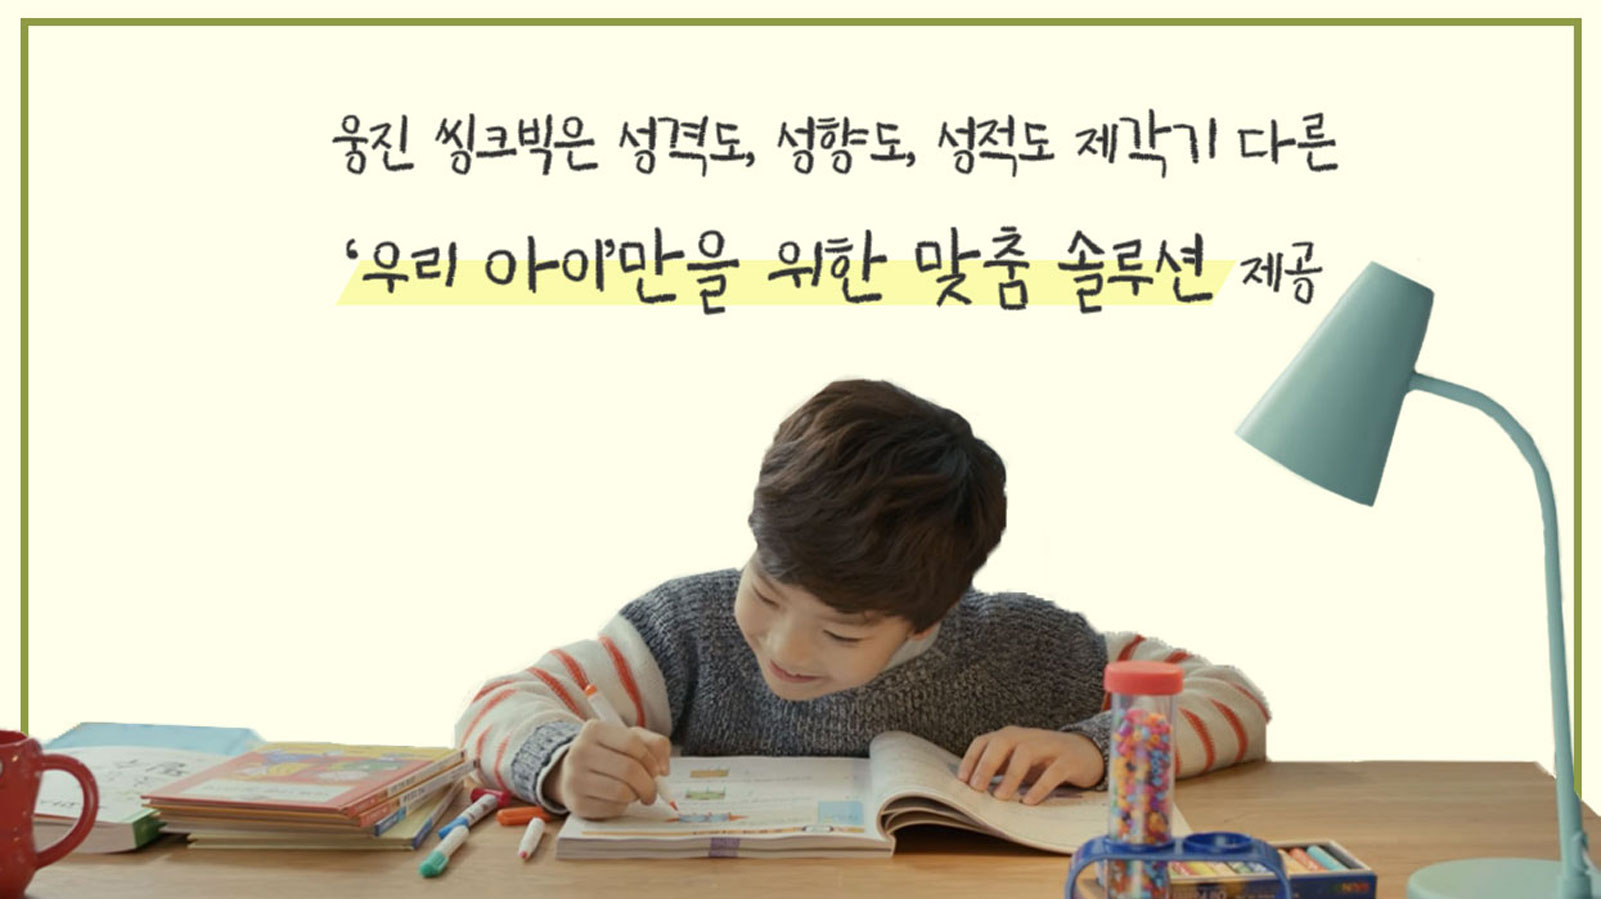 웅진 씽크빅은 성격도, 성향도, 성적도 제각기 다른
‘우리 아이’만을 위한 맞춤 솔루션 제공